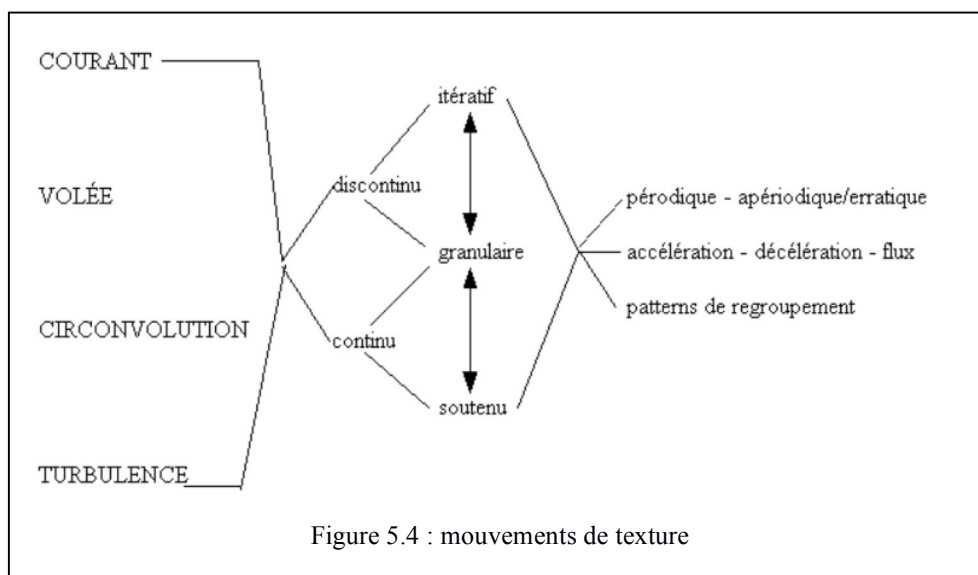 COURANT
itératif
discontinu
VOLÉE
pérodique - apériodique/erratique
granulaire
accélération - décélération - flux
patterns de regroupement
CIRCONVOLUTION
continu
soutenu
TURBULENCE
Figure 5.4 : mouvements de texture